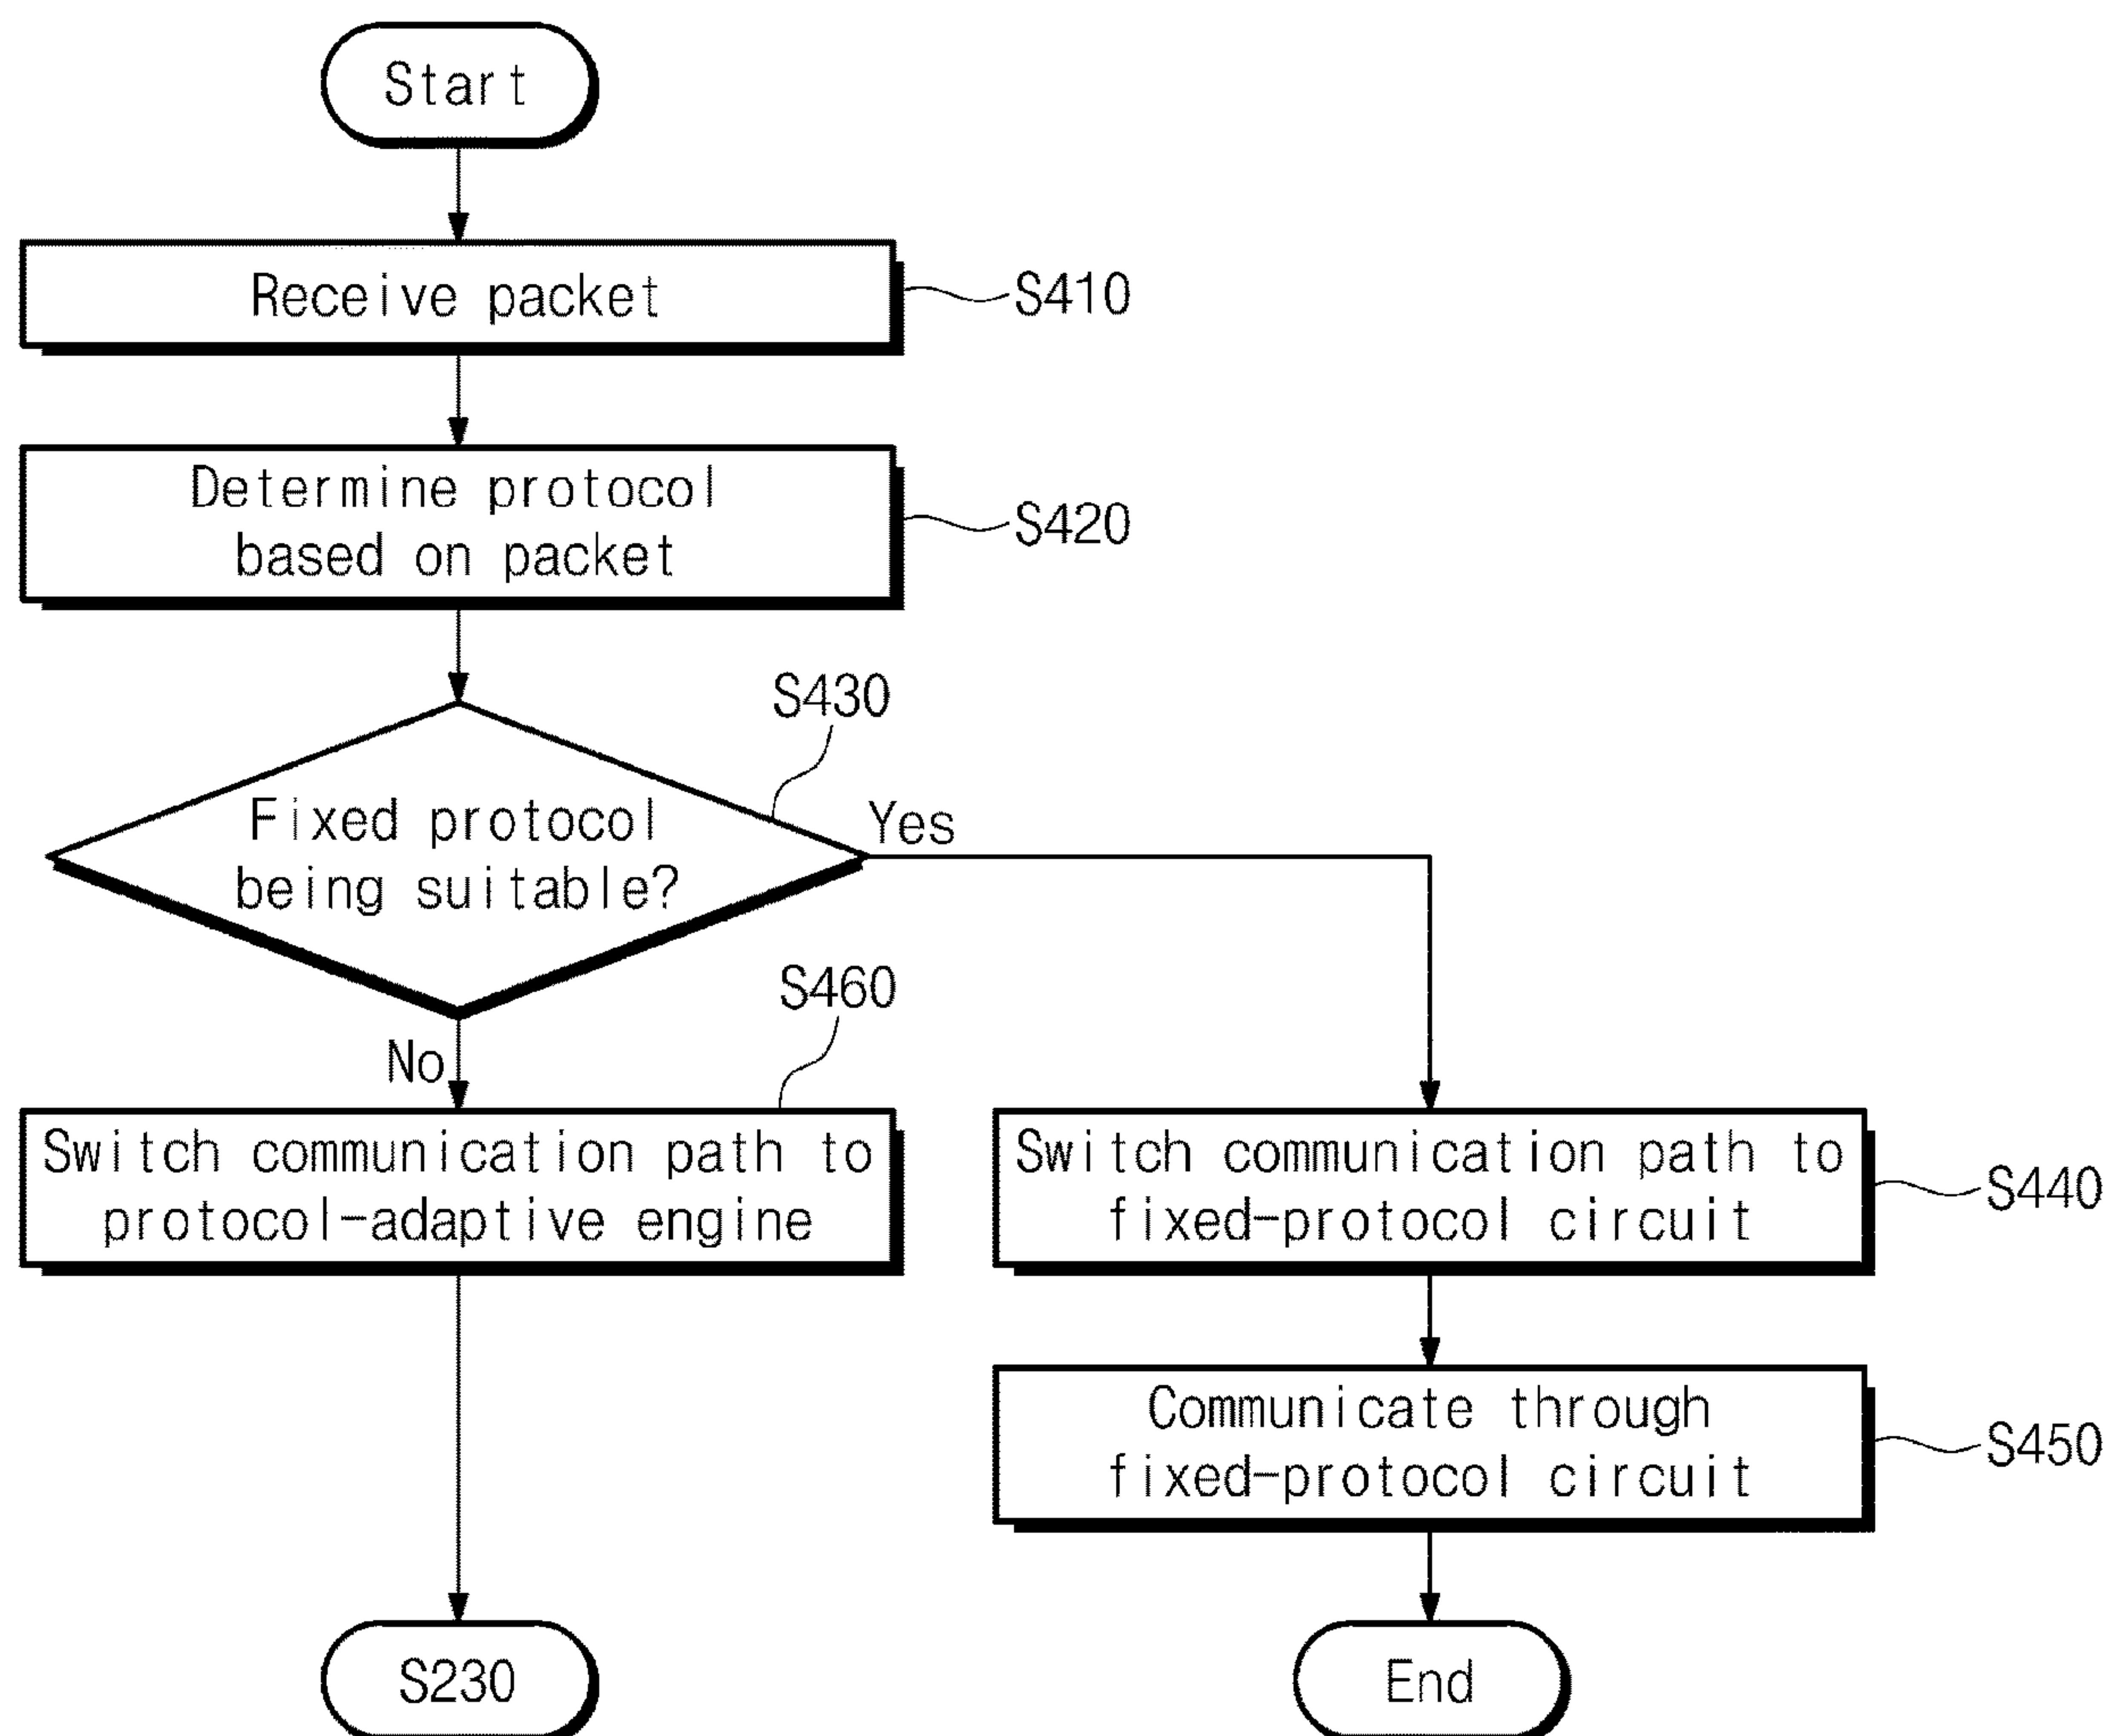 Start
Receive packet
S410
Determine protocol
based on packet
S420
S430
Fixed protocol
being suitable?
Yes
No
S460
Switch communication path to
protocol-adaptive engine
Switch communication path to
fixed-protocol circuit
S440
Communicate through
fixed-protocol circuit
S450
S230
End